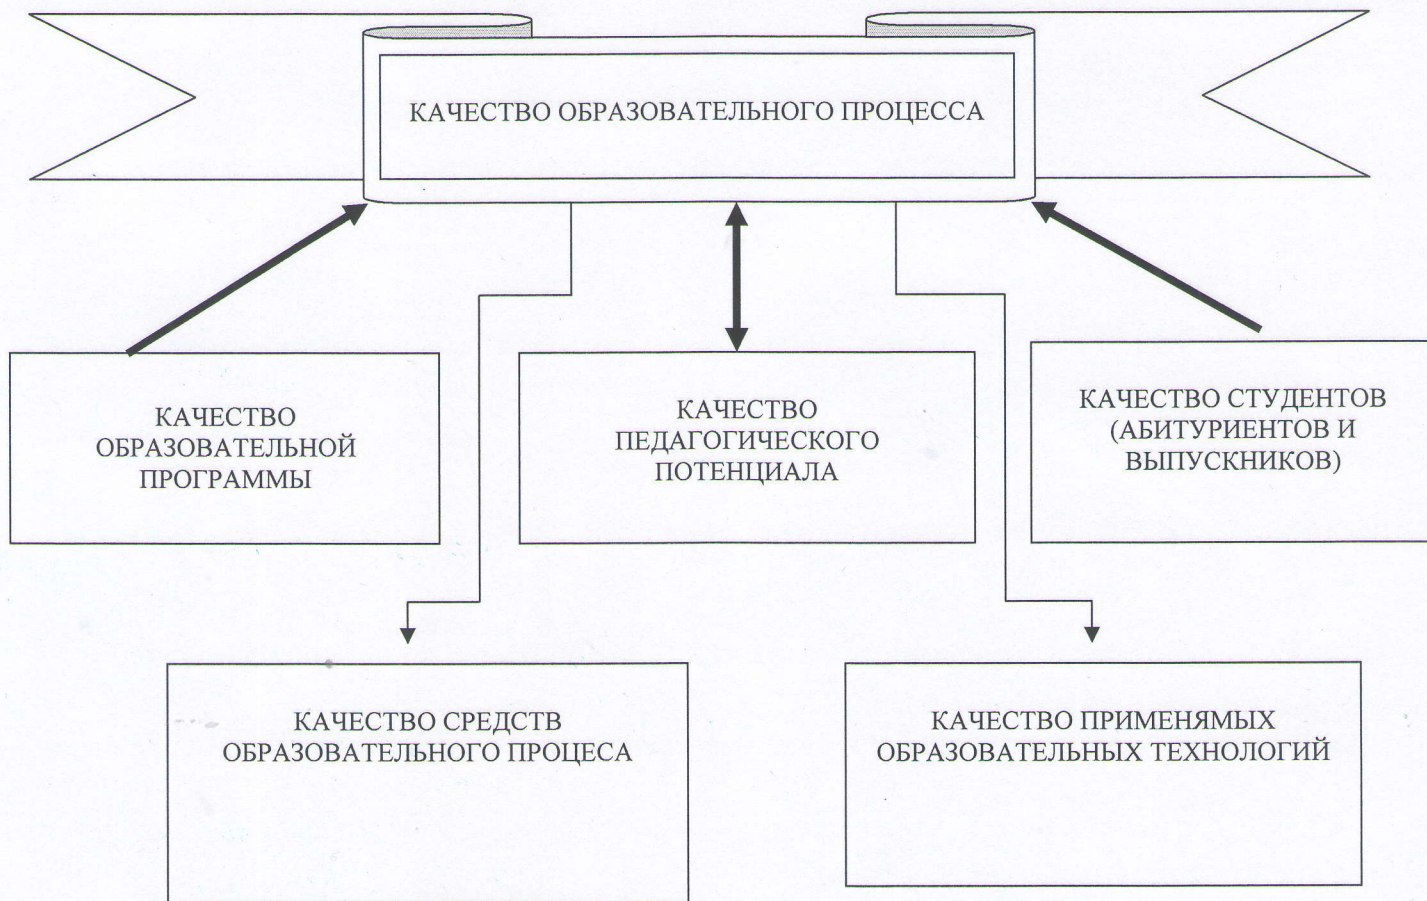 КАЧЕСТВО ОБРАЗОВАТЕЛЬНОГО ПРОЦЕССА
КАЧЕСТВО
ОБРАЗОВАТЕЛЬНОЙ
ПРОГРАММЫ
КАЧЕСТВО
ПЕДАГОГИЧЕСКОГО
ПОТЕНЦИАЛА
КАЧЕСТВО СТУДЕНТОВ
(АБИТУРИЕНТОВ И
ВЫПУСКНИКОВ)
КАЧЕСТВО СРЕДСТВ
ОБРАЗОВАТЕЛЬНОГО ПРОЦЕСА
КАЧЕСТВО ПРИМЕНЯМЫХ
ОБРАЗОВАТЕЛЬНЫХ ТЕХНОЛОГИЙ